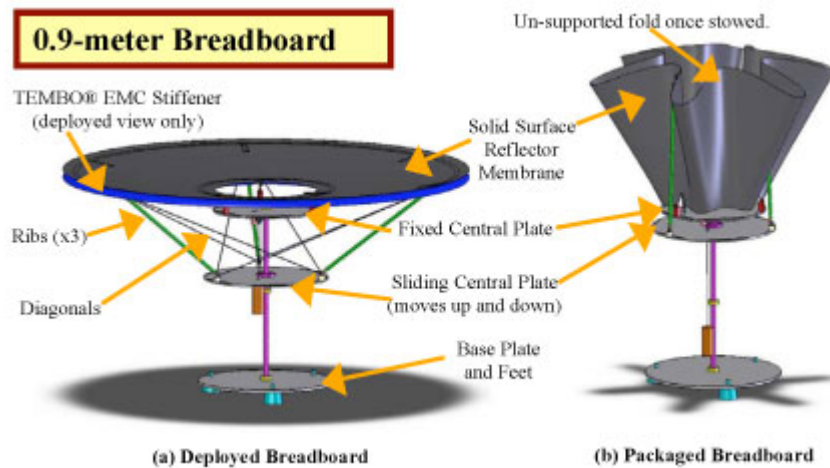 0.9-meter Breadboard
Un-supported fold once stowed.
TEMBO® EMC Stiffener
(deployed view only)
Solid Surface
Reflector
Membrane
Ribs (x3)
Fixed Central Plate
Diagonals
Sliding Central Plate
(moves up and down)
Base Plate
and Feet
(a) Deployed Breadboard
(b) Packaged Breadboard